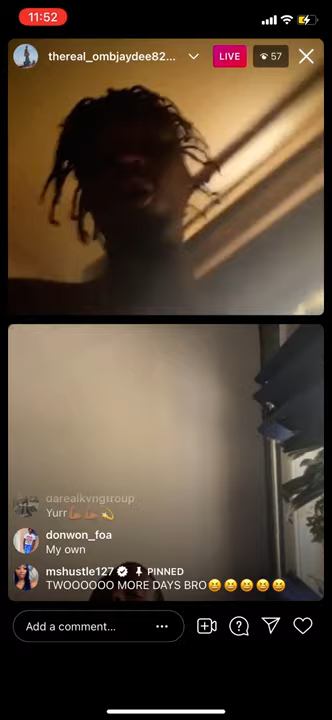 11:52
thereal_ombjaydee82...
LIVE
57
darealkvngtroup
Yurr💪🏾💪🏾💫
donwon_foa
My own
mshustle127 PINNED
TWOOOOOO MORE DAYS BRO😆😆😆😆😆
Add a comment...